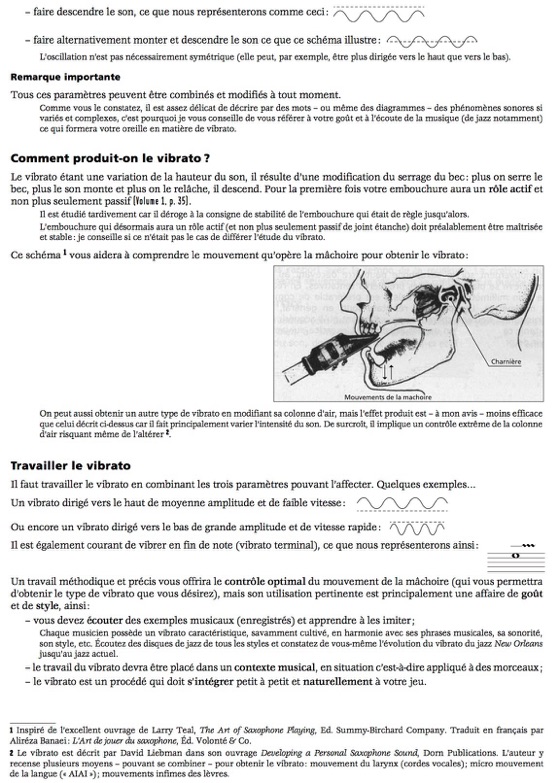 – faire descendre le son, ce que nous représenterons comme ceci :
– faire alternativement monter et descendre le son ce que ce schéma illustre :
L'oscillation n'est pas nécessairement symétrique (elle peut, par exemple, être plus dirigée vers le haut que vers le bas).
Remarque importante
Tous ces paramètres peuvent être combinés et modifiés à tout moment.
Comme vous le constatez, il est assez délicat de décrire par des mots – ou même des diagrammes – des phénomènes sonores si
variés et complexes, c'est pourquoi je vous conseille de vous référer à votre goût et à l'écoute de la musique (de jazz notamment)
ce qui formera votre oreille en matière de vibrato.
Comment produit-on le vibrato ?
Le vibrato étant une variation de la hauteur du son, il résulte d'une modification du serrage du bec : plus on serre le
bec, plus le son monte et plus on le relâche, il descend. Pour la première fois votre embouchure aura un rôle actif et
non plus seulement passif [Volume 1, p. 35].
Il est étudié tardivement car il déroge à la consigne de stabilité de l'embouchure qui était de règle jusqu'alors.
L'embouchure qui désormais aura un rôle actif (et non plus seulement passif de joint étanche) doit préalablement être maîtrisée
et stable : je conseille si ce n'était pas le cas de différer l'étude du vibrato.
Ce schéma 1 vous aidera à comprendre le mouvement qu'opère la mâchoire pour obtenir le vibrato :
Charnière
Mouvements de la machoire
On peut aussi obtenir un autre type de vibrato en modifiant sa colonne d'air, mais l'effet produit est – à mon avis – moins efficace
que celui décrit ci-dessus car il fait principalement varier l'intensité du son. De surcroît, il implique un contrôle extrême de la colonne
d'air risquant même de l'altérer 2.
Travailler le vibrato
Il faut travailler le vibrato en combinant les trois paramètres pouvant l'affecter. Quelques exemples...
Un vibrato dirigé vers le haut de moyenne amplitude et de faible vitesse :
Ou encore un vibrato dirigé vers le bas de grande amplitude et de vitesse rapide :
Il est également courant de vibrer en fin de note (vibrato terminal), ce que nous représenterons ainsi :
Un travail méthodique et précis vous offrira le contrôle optimal du mouvement de la mâchoire (qui vous permettra
d'obtenir le type de vibrato que vous désirez), mais son utilisation pertinente est principalement une affaire de goût
et de style, ainsi :
– vous devez écouter des exemples musicaux (enregistrés) et apprendre à les imiter ;
Chaque musicien possède un vibrato caractéristique, savamment cultivé, en harmonie avec ses phrases musicales, sa sonorité,
son style, etc. Écoutez des disques de jazz de tous les styles et constatez de vous-même l'évolution du vibrato du jazz New Orleans
jusqu'au jazz actuel.
– le travail du vibrato devra être placé dans un contexte musical, en situation c'est-à-dire appliqué à des morceaux ;
– le vibrato est un procédé qui doit s'intégrer petit à petit et naturellement à votre jeu.
1 Inspiré de l'excellent ouvrage de Larry Teal, The Art of Saxophone Playing, Ed. Summy-Birchard Company. Traduit en français par
Aliréza Banaei : L'Art de jouer du saxophone, Éd. Volonté & Co.
2 Le vibrato est décrit par David Liebman dans son ouvrage Developing a Personal Saxophone Sound, Dorn Publications. L'auteur y
recense plusieurs moyens – pouvant se combiner – pour obtenir le vibrato : mouvement du larynx (cordes vocales) ; micro mouvement
de la langue (« AIAI ») ; mouvements infimes des lèvres.